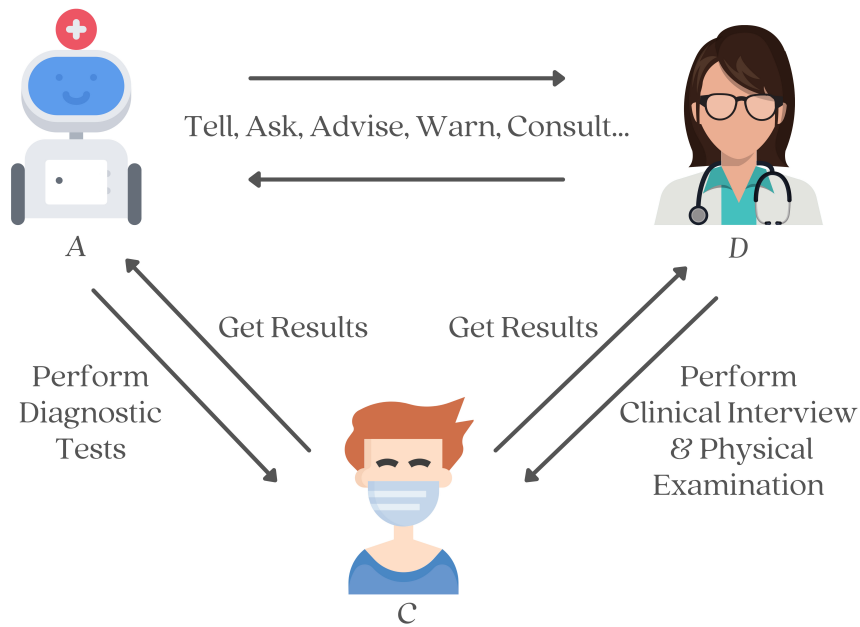 Tell, Ask, Advise, Warn, Consult...
A
D
Get Results
Get Results
Perform
Diagnostic
Tests
Perform
Clinical Interview
& Physical
Examination
C